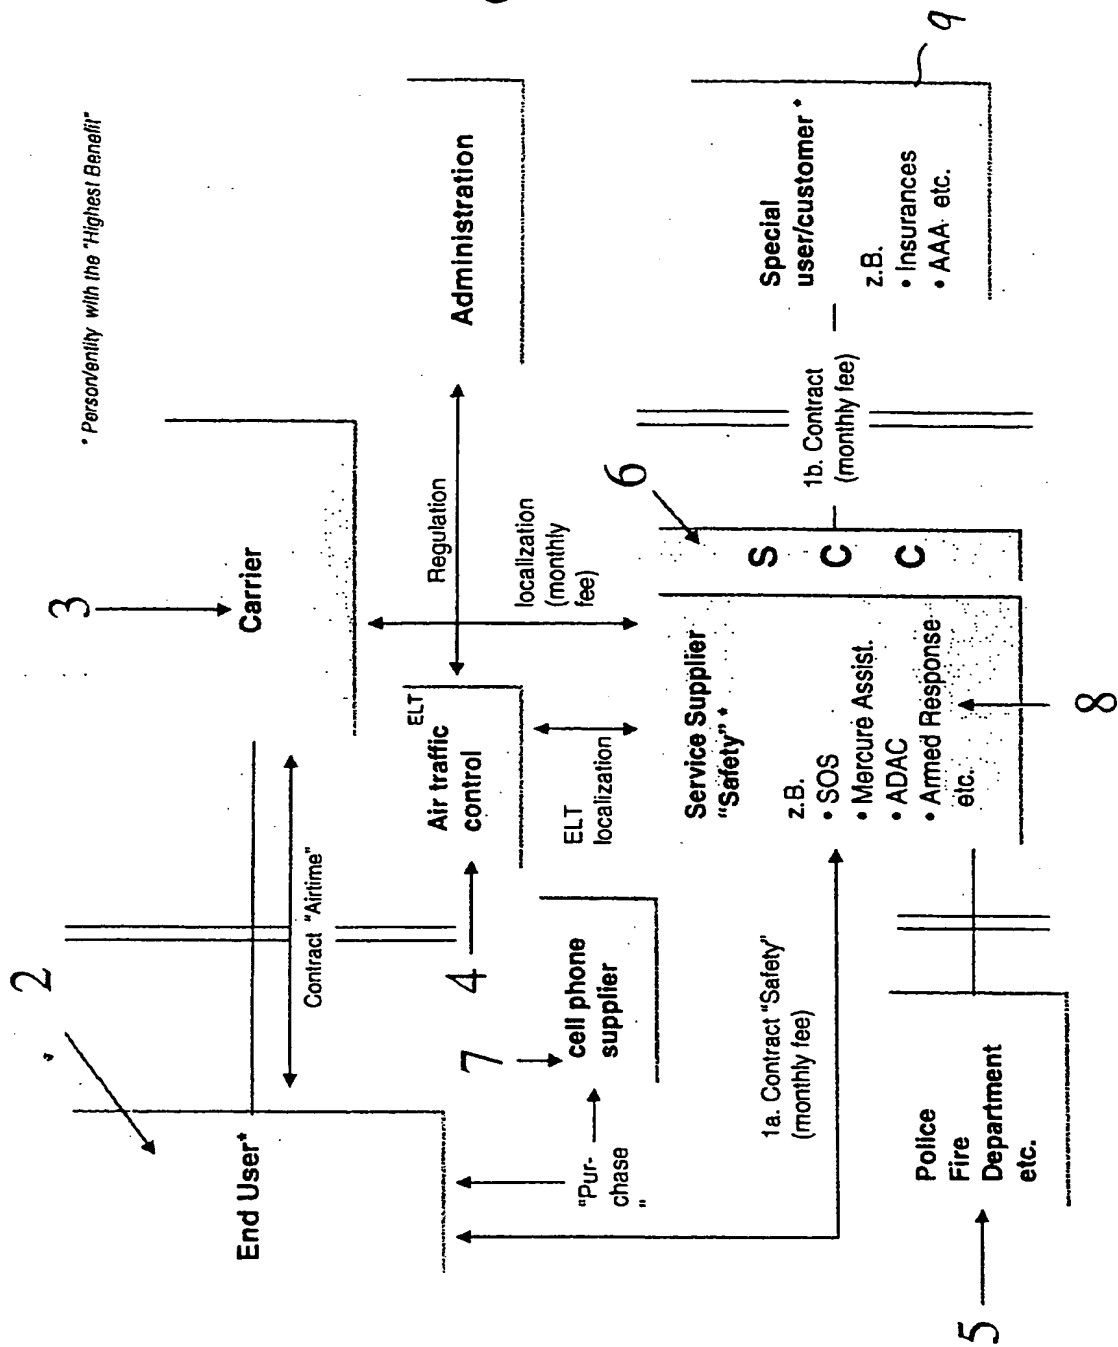 * Person/entity with the "Highest Benefit"
2
3
End User*
Contract "Airtime"
Carrier
7
4
ELT
Air traffic
control
Regulation
Administration
"Pur-
chase
"
cell phone
supplier
ELT
localization
localization
(monthly
fee)
6
1a. Contract "Safety"
(monthly fee)
Service Supplier
"Safety" *
z.B.
• SOS
• Mercure Assist.
• ADAC
• Armed Response
etc.
S
C
C
1b. Contract
(monthly fee)
Special
user/customer *
z.B.
• Insurances
• AAA etc.
9
5
Police
Fire
Department
etc.
8